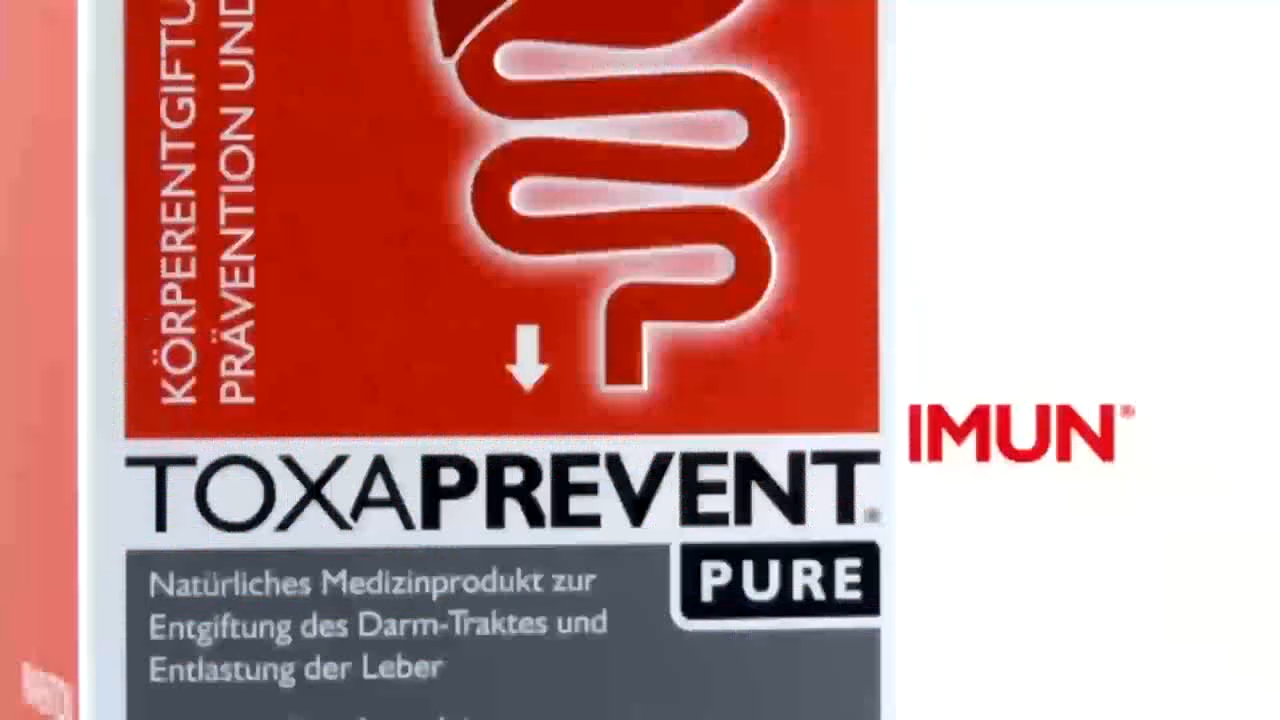 KÖRPERENTGIFTU
PRÄVENTION UND
IMUN®
TOXAPREVENT®
PURE
Natürliches Medizinprodukt zur
Entgiftung des Darm-Traktes und
Entlastung der Leber